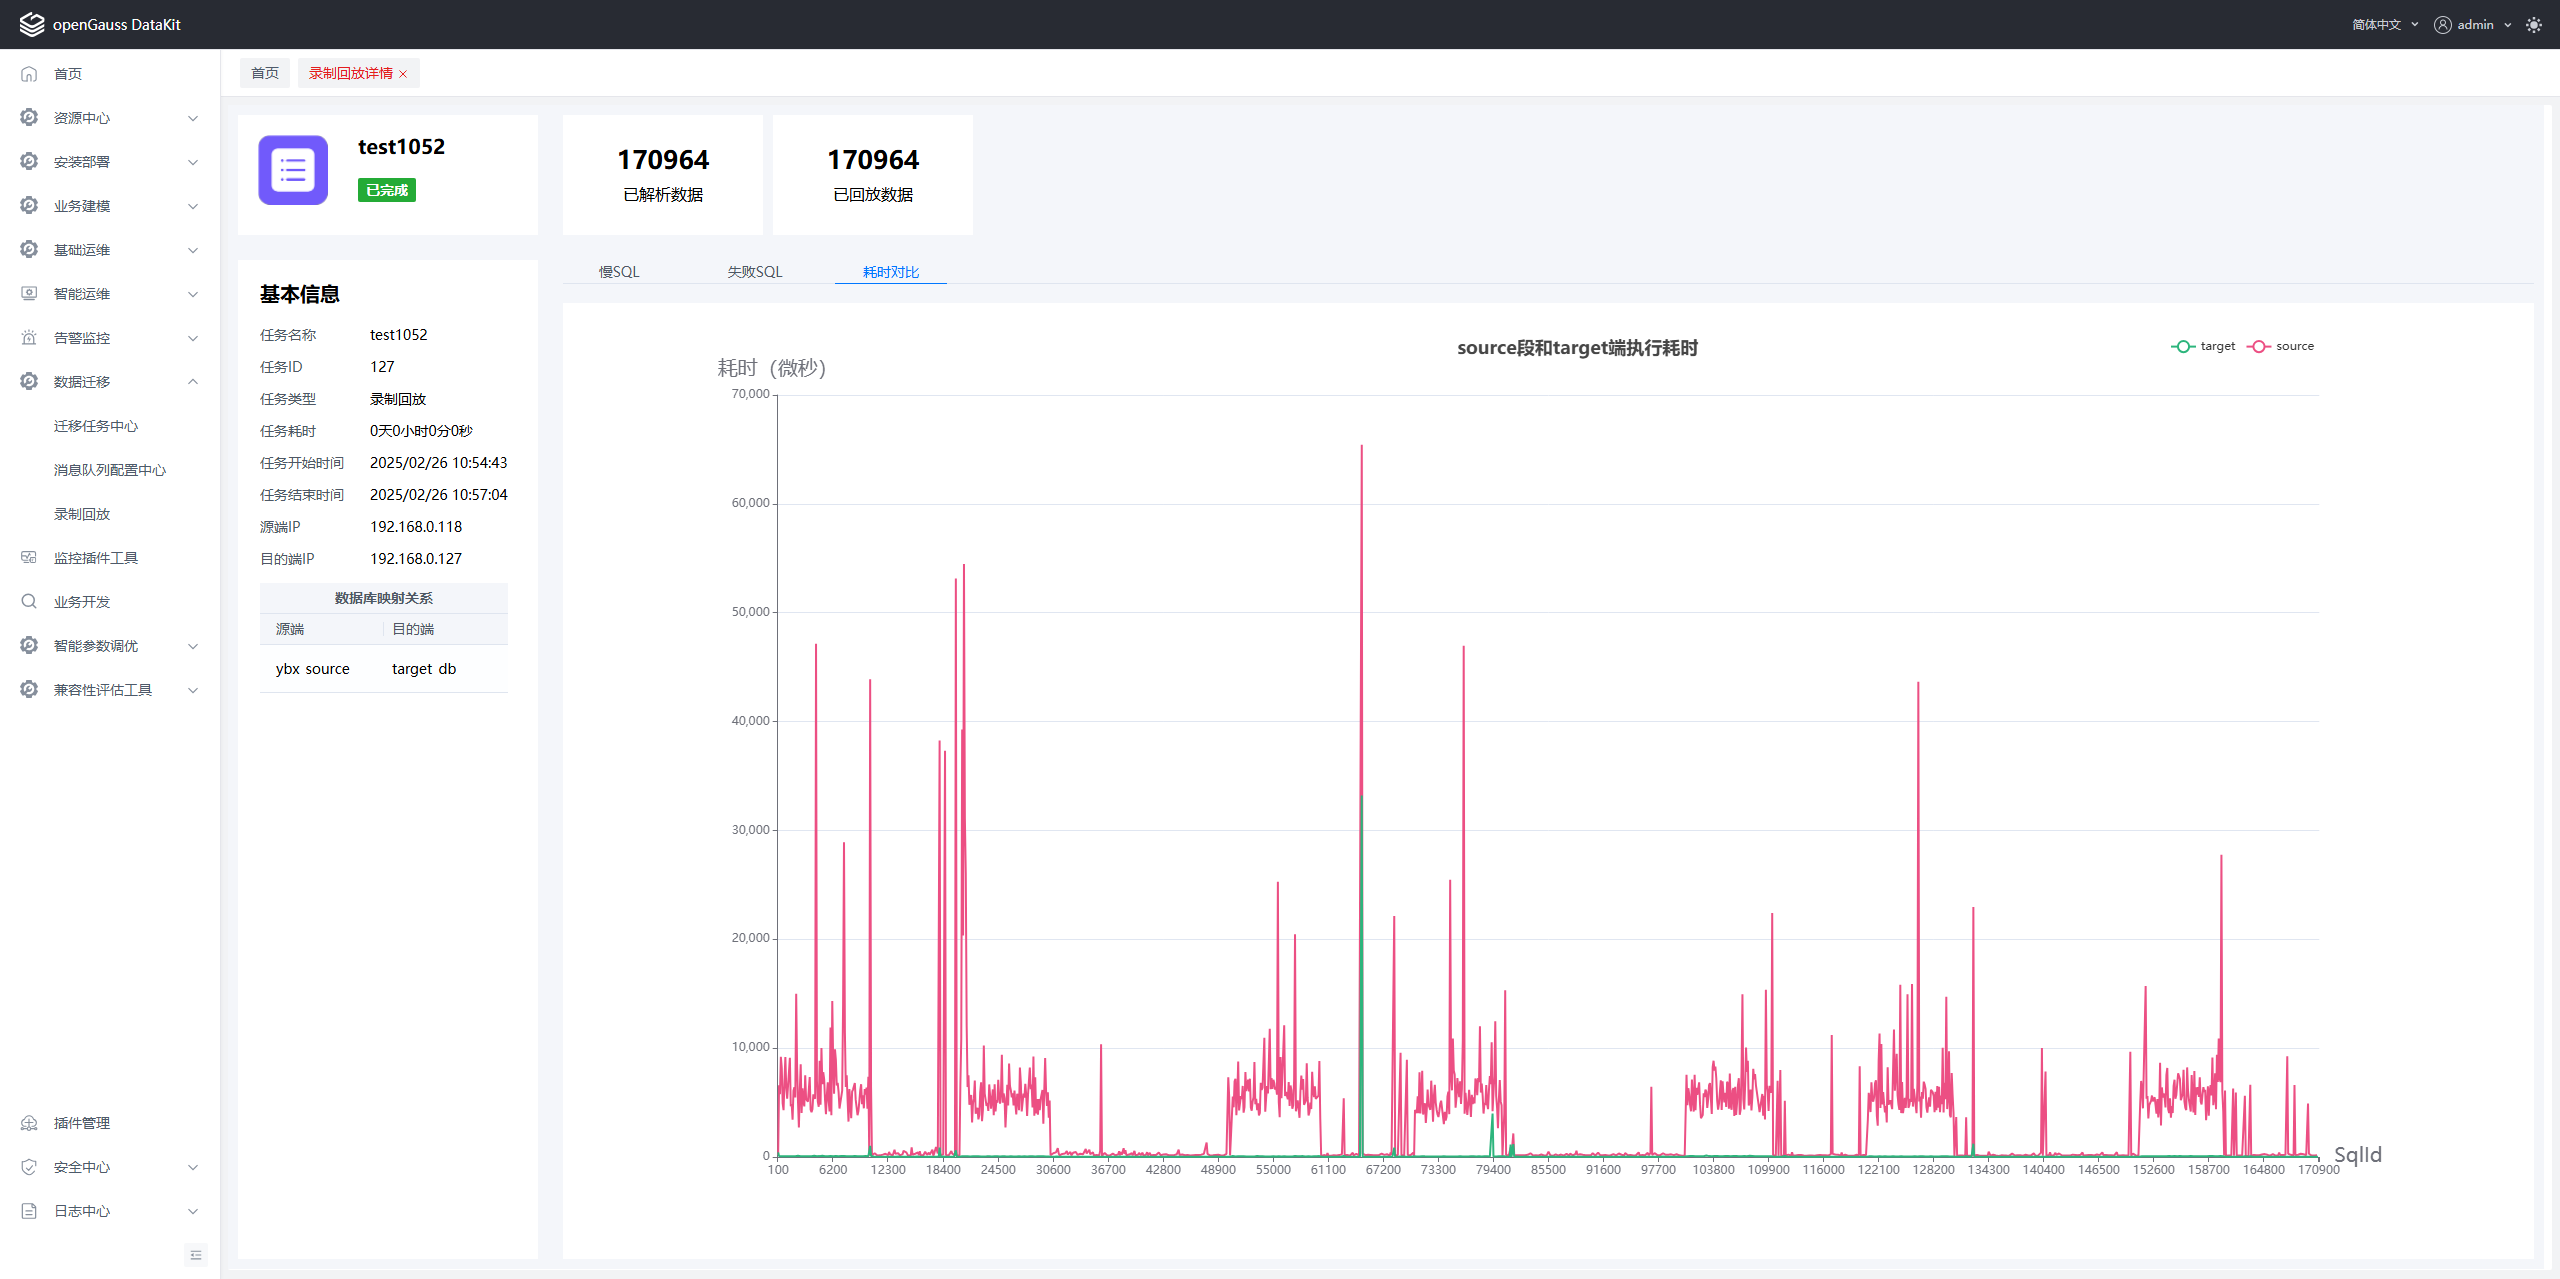 openGauss DataKit
简体中文
admin
首页
资源中心
安装部署
业务建模
基础运维
智能运维
告警监控
数据迁移
迁移任务中心
消息队列配置中心
录制回放
监控插件工具
业务开发
智能参数调优
兼容性评估工具
插件管理
安全中心
日志中心
首页
录制回放详情
test1052
已完成
170964
已解析数据
170964
已回放数据
基本信息
任务名称 test1052
任务ID 127
任务类型 录制回放
任务耗时 0天0小时0分0秒
任务开始时间 2025/02/26 10:54:43
任务结束时间 2025/02/26 10:57:04
源端IP 192.168.0.118
目的端IP 192.168.0.127
数据库映射关系
源端 目的端
ybx_source target_db
慢SQL 失败SQL 耗时对比
source段和target端执行耗时
target source
耗时（微秒）
70,000
60,000
50,000
40,000
30,000
20,000
10,000
0
100 6200 12300 18400 24500 30600 36700 42800 48900 55000 61100 67200 73300 79400 85500 91600 97700 103800 109900 116000 122100 128200 134300 140400 146500 152600 158700 164800 170900
SqlId